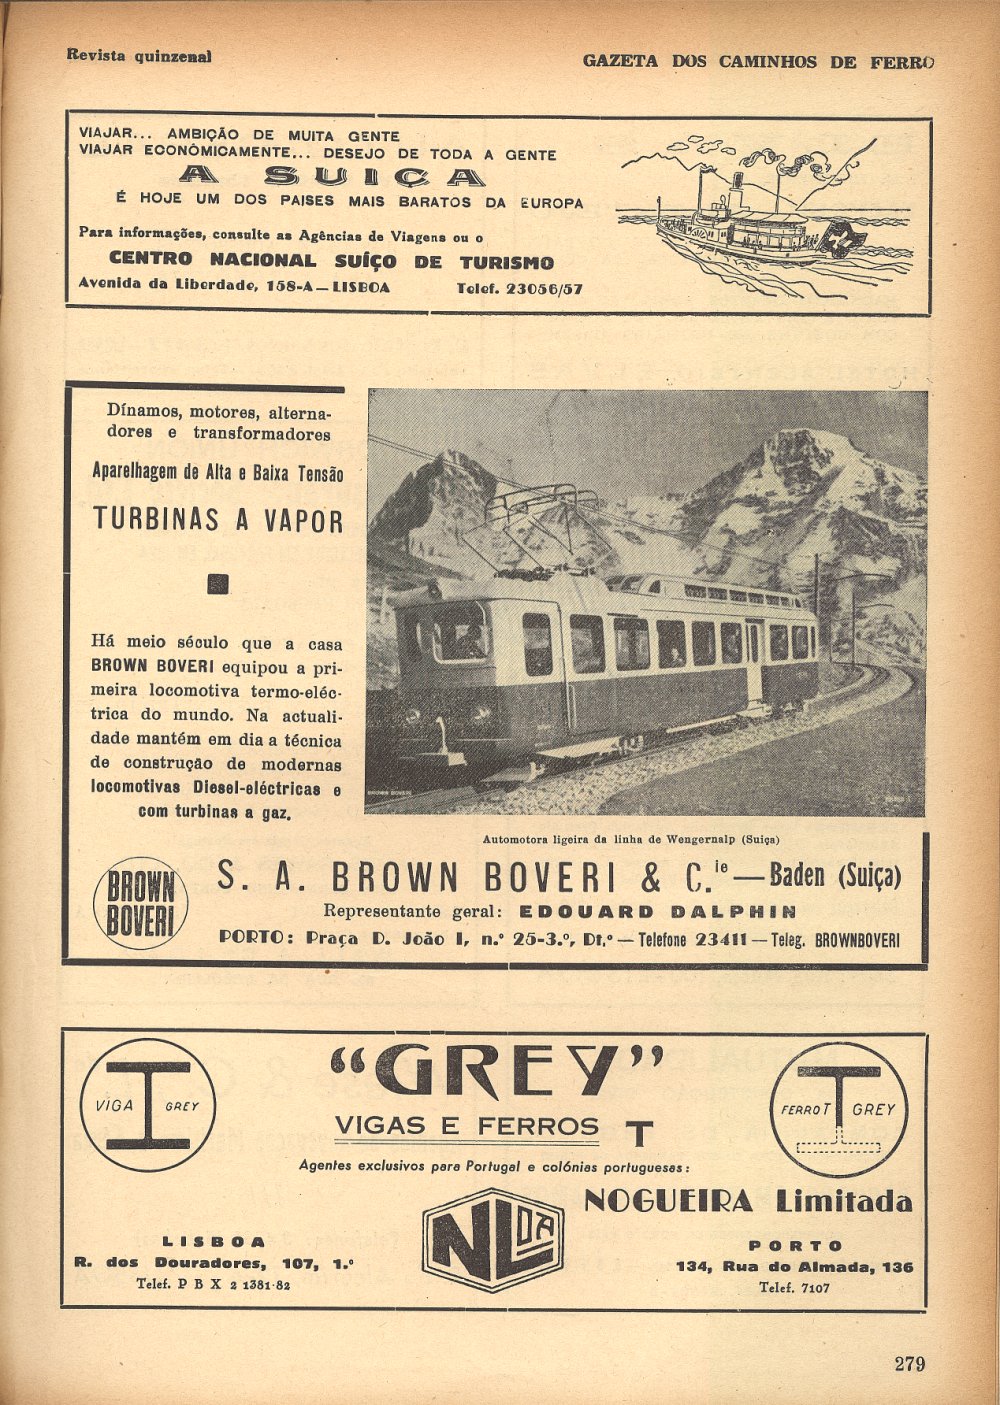 Revista quinzenal
GAZETA DOS CAMINHOS DE FERRO
VIAJAR... AMBIÇÃO DE MUITA GENTE
VIAJAR ECONÓMICAMENTE... DESEJO DE TODA A GENTE
A SUIÇA
É HOJE UM DOS PAISES MAIS BARATOS DA EUROPA
Para informações, consulte as Agências de Viagens ou o
CENTRO NACIONAL SUÍÇO DE TURISMO
Avenida da Liberdade, 158-A — LISBOA Telef. 23056/57
Dínamos, motores, alterna-
dores e transformadores
Aparelhagem de Alta e Baixa Tensão
TURBINAS A VAPOR
Há meio século que a casa
BROWN BOVERI equipou a pri-
meira locomotiva termo-eléc-
trica do mundo. Na actuali-
dade mantém em dia a técnica
de construção de modernas
locomotivas Diesel-eléctricas e
com turbinas a gaz.
BROWN BOVERI
Automotora ligeira da linha de Wengernalp (Suiça)
BROWN
BOVERI
S. A. BROWN BOVERI & C.ie — Baden (Suiça)
Representante geral: EDOUARD DALPHIN
PORTO: Praça D. João I, n.º 25-3.º, Dt.º — Telefone 23411 — Teleg. BROWNBOVERI
VIGA GREY
"GREY"
VIGAS E FERROS T
FERRO T GREY
Agentes exclusivos para Portugal e colónias portuguesas:
NOGUEIRA Limitada
NLDA
LISBOA
R. dos Douradores, 107, 1.º
Telef. P B X 2 1381-82
PORTO
134, Rua do Almada, 136
Telef. 7107
279